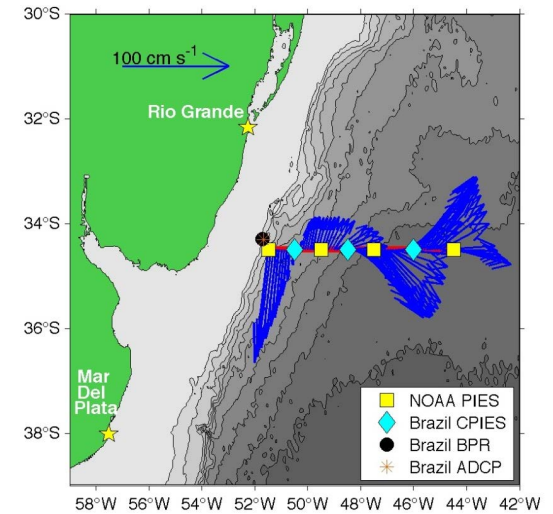 30°S
32°S
34°S
36°S
38°S
100 cm s⁻¹
Rio Grande
Mar
Del
Plata
NOAA PIES
Brazil CPIES
Brazil BPR
Brazil ADCP
58°W 56°W 54°W 52°W 50°W 48°W 46°W 44°W 42°W